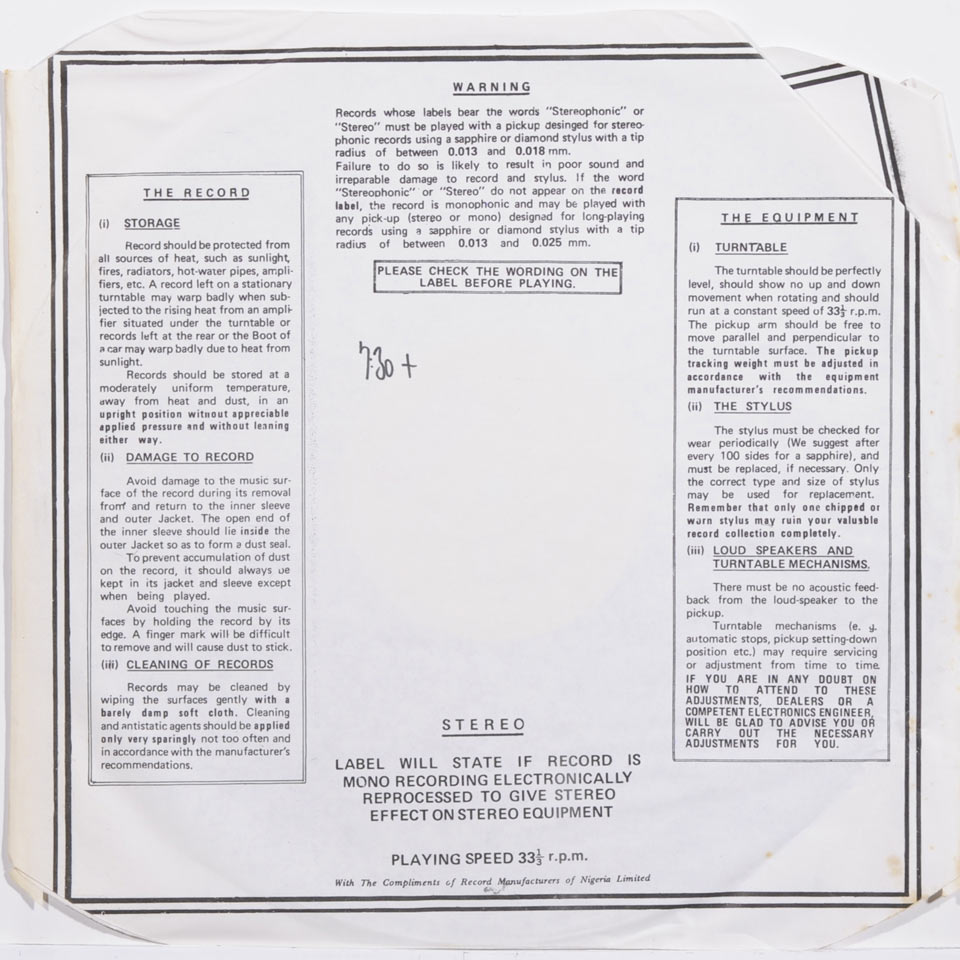 WARNING
Records whose labels bear the words "Stereophonic" or
"Stereo" must be played with a pickup desinged for stereo-
phonic records using a sapphire or diamond stylus with a tip
radius of between 0.013 and 0.018 mm.
Failure to do so is likely to result in poor sound and
irreparable damage to record and stylus. If the word
"Stereophonic" or "Stereo" do not appear on the record
label, the record is monophonic and may be played with
any pick-up (stereo or mono) designed for long-playing
records using a sapphire or diamond stylus with a tip
radius of between 0.013 and 0.025 mm.
PLEASE CHECK THE WORDING ON THE
LABEL BEFORE PLAYING.
7.30 +
THE RECORD
(i) STORAGE
Record should be protected from
all sources of heat, such as sunlight,
fires, radiators, hot-water pipes, ampli-
fiers, etc. A record left on a stationary
turntable may warp badly when sub-
jected to the rising heat from an ampli-
fier situated under the turntable or
records left at the rear or the Boot of
a car may warp badly due to heat from
sunlight.
Records should be stored at a
moderately uniform temperature,
away from heat and dust, in an
upright position without appreciable
applied pressure and without leaning
either way.
(ii) DAMAGE TO RECORD
Avoid damage to the music sur-
face of the record during its removal
from and return to the inner sleeve
and outer Jacket. The open end of
the inner sleeve should lie inside the
outer Jacket so as to form a dust seal.
To prevent accumulation of dust
on the record, it should always be
kept in its jacket and sleeve except
when being played.
Avoid touching the music sur-
faces by holding the record by its
edge. A finger mark will be difficult
to remove and will cause dust to stick.
(iii) CLEANING OF RECORDS
Records may be cleaned by
wiping the surfaces gently with a
barely damp soft cloth. Cleaning
and antistatic agents should be applied
only very sparingly not too often and
in accordance with the manufacturer's
recommendations.
THE EQUIPMENT
(i) TURNTABLE
The turntable should be perfectly
level, should show no up and down
movement when rotating and should
run at a constant speed of 33⅓ r.p.m.
The pickup arm should be free to
move parallel and perpendicular to
the turntable surface. The pickup
tracking weight must be adjusted in
accordance with the equipment
manufacturer's recommendations.
(ii) THE STYLUS
The stylus must be checked for
wear periodically (We suggest after
every 100 sides for a sapphire), and
must be replaced, if necessary. Only
the correct type and size of stylus
may be used for replacement.
Remember that only one chipped or
worn stylus may ruin your valuable
record collection completely.
(iii) LOUD SPEAKERS AND
TURNTABLE MECHANISMS.
There must be no acoustic feed-
back from the loud-speaker to the
pickup.
Turntable mechanisms (e. g.
automatic stops, pickup setting-down
position etc.) may require servicing
or adjustment from time to time.
IF YOU ARE IN ANY DOUBT ON
HOW TO ATTEND TO THESE
ADJUSTMENTS, DEALERS OR A
COMPETENT ELECTRONICS ENGINEER,
WILL BE GLAD TO ADVISE YOU OR
CARRY OUT THE NECESSARY
ADJUSTMENTS FOR YOU.
STEREO
LABEL WILL STATE IF RECORD IS
MONO RECORDING ELECTRONICALLY
REPROCESSED TO GIVE STEREO
EFFECT ON STEREO EQUIPMENT
PLAYING SPEED 33⅓ r.p.m.
With The Compliments of Record Manufacturers of Nigeria Limited